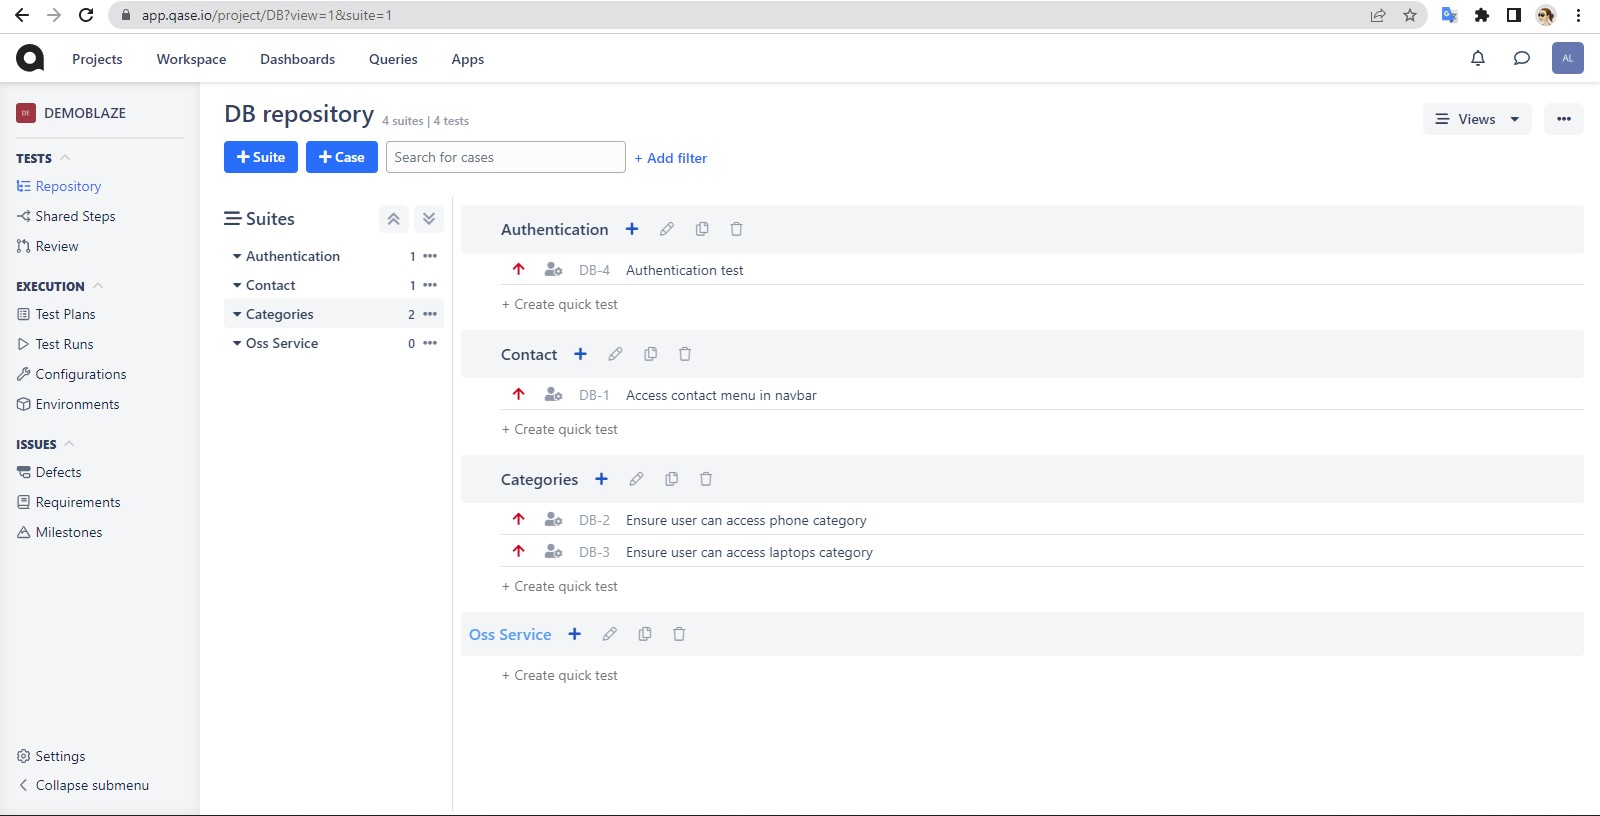 app.qase.io/project/DB?view=1&suite=1
Projects Workspace Dashboards Queries Apps AL
DE DEMOBLAZE
TESTS
Repository
Shared Steps
Review
EXECUTION
Test Plans
Test Runs
Configurations
Environments
ISSUES
Defects
Requirements
Milestones
Settings
Collapse submenu
DB repository 4 suites | 4 tests
Views
+ Suite + Case Search for cases + Add filter
Suites
Authentication 1
Contact 1
Categories 2
Oss Service 0
Authentication
DB-4 Authentication test
+ Create quick test
Contact
DB-1 Access contact menu in navbar
+ Create quick test
Categories
DB-2 Ensure user can access phone category
DB-3 Ensure user can access laptops category
+ Create quick test
Oss Service
+ Create quick test